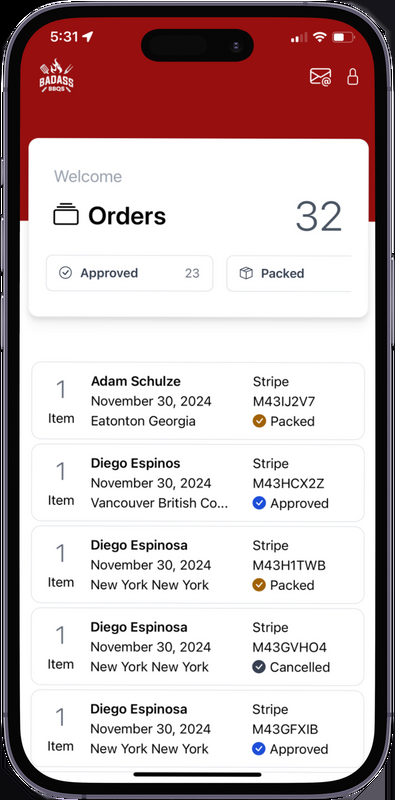 5:31
BADASS
BBQS
Welcome
Orders 32
Approved 23 Packed
1 Item
Adam Schulze Stripe
November 30, 2024 M43IJ2V7
Eatonton Georgia Packed
1 Item
Diego Espinos Stripe
November 30, 2024 M43HCX2Z
Vancouver British Co... Approved
1 Item
Diego Espinosa Stripe
November 30, 2024 M43H1TWB
New York New York Packed
1 Item
Diego Espinosa Stripe
November 30, 2024 M43GVHO4
New York New York Cancelled
1 Item
Diego Espinosa Stripe
November 30, 2024 M43GFXIB
New York New York Approved